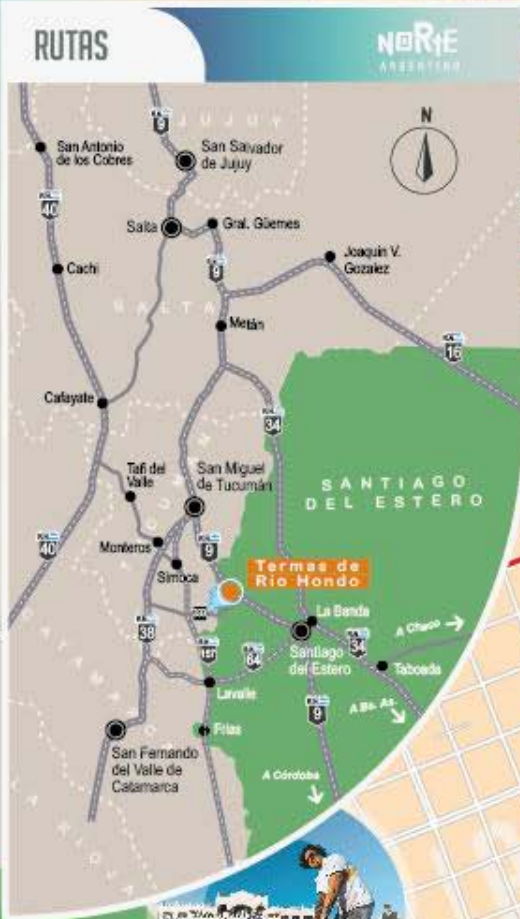 RUTAS
NORtE
ARGENTINO
N
JUJUY
9
San Antonio
de los Cobres
San Salvador
de Jujuy
40
Salta
Gral. Güemes
Joaquín V.
Gozalez
Cachi
9
SALTA
Metán
16
Cafayate
34
Tafí del
Valle
San Miguel
de Tucumán
SANTIAGO
DEL ESTERO
40
Monteros
9
Simoca
Termas de
Rio Hondo
La Banda
38
157
64
Santiago
del Estero
34
A Chaco
Taboada
Lavalle
9
A Bs. As.
Frías
San Fernando
del Valle de
Catamarca
A Córdoba